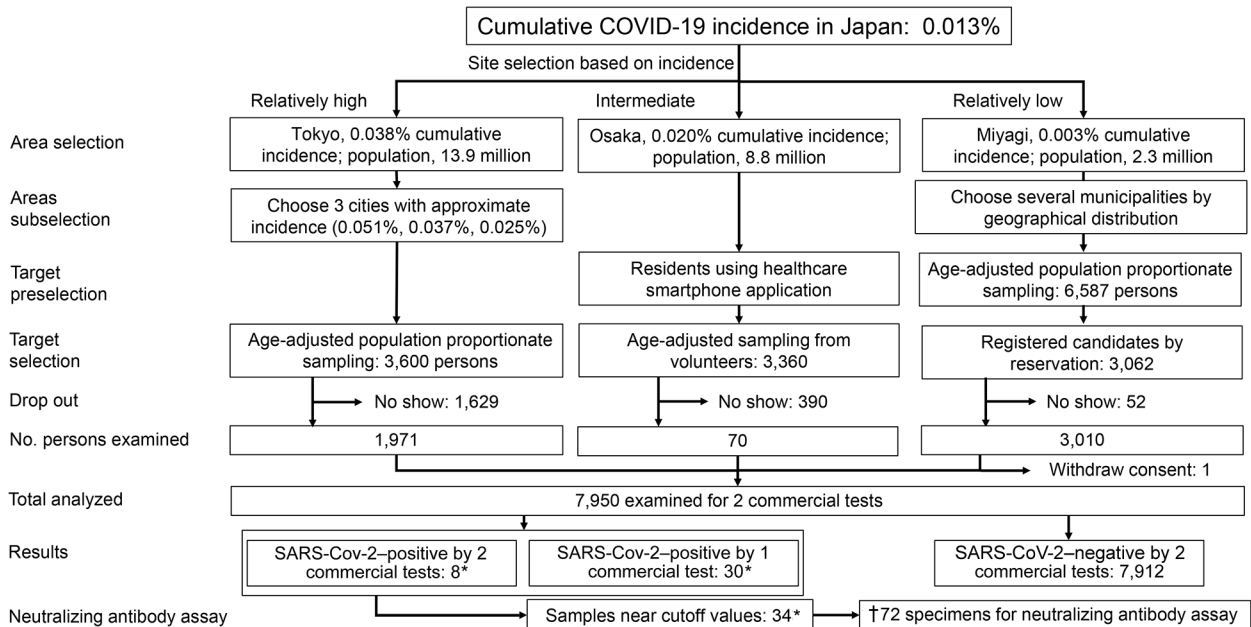 Cumulative COVID-19 incidence in Japan: 0.013%
Site selection based on incidence
Relatively high
Intermediate
Relatively low
Area selection
Tokyo, 0.038% cumulative
incidence; population, 13.9 million
Osaka, 0.020% cumulative incidence;
population, 8.8 million
Miyagi, 0.003% cumulative
incidence; population, 2.3 million
Areas
subselection
Choose 3 cities with approximate
incidence (0.051%, 0.037%, 0.025%)
Choose several municipalities by
geographical distribution
Target
preselection
Residents using healthcare
smartphone application
Age-adjusted population proportionate
sampling: 6,587 persons
Target
selection
Age-adjusted population proportionate
sampling: 3,600 persons
Age-adjusted sampling from
volunteers: 3,360
Registered candidates by
reservation: 3,062
Drop out
No show: 1,629
No show: 390
No show: 52
No. persons examined
1,971
70
3,010
Withdraw consent: 1
Total analyzed
7,950 examined for 2 commercial tests
Results
SARS-Cov-2–positive by 2
commercial tests: 8*
SARS-Cov-2–positive by 1
commercial test: 30*
SARS-CoV-2–negative by 2
commercial tests: 7,912
Neutralizing antibody assay
Samples near cutoff values: 34*
†72 specimens for neutralizing antibody assay